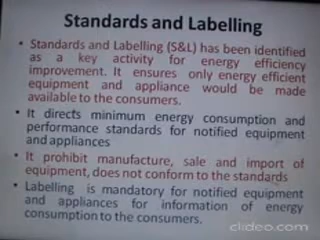 Standards and Labelling
• Standards and Labelling (S&L) has been identified
as a key activity for energy efficiency
improvement. It ensures only energy efficient
equipment and appliance would be made
available to the consumers.
• It directs minimum energy consumption and
performance standards for notified equipment
and appliances
• It prohibit manufacture, sale and import of
equipment, does not conform to the standards
• Labelling is mandatory for notified equipment
and appliances for information of energy
consumption to the consumers.
clideo.com